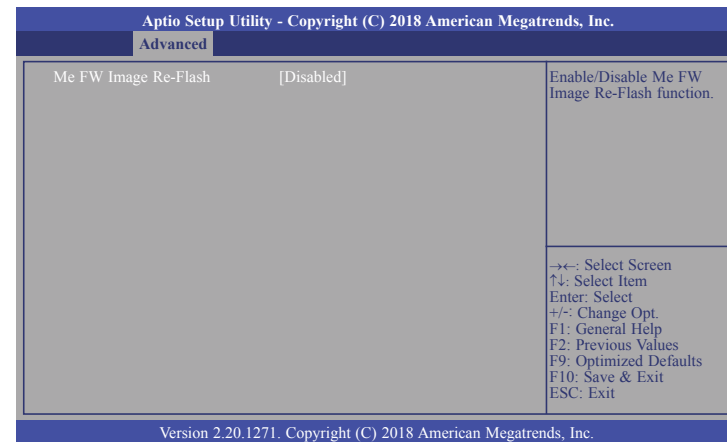 Aptio Setup Utility - Copyright (C) 2018 American Megatrends, Inc.
Advanced
Me FW Image Re-Flash [Disabled]
Enable/Disable Me FW
Image Re-Flash function.
→←: Select Screen
↑↓: Select Item
Enter: Select
+/-: Change Opt.
F1: General Help
F2: Previous Values
F9: Optimized Defaults
F10: Save & Exit
ESC: Exit
Version 2.20.1271. Copyright (C) 2018 American Megatrends, Inc.